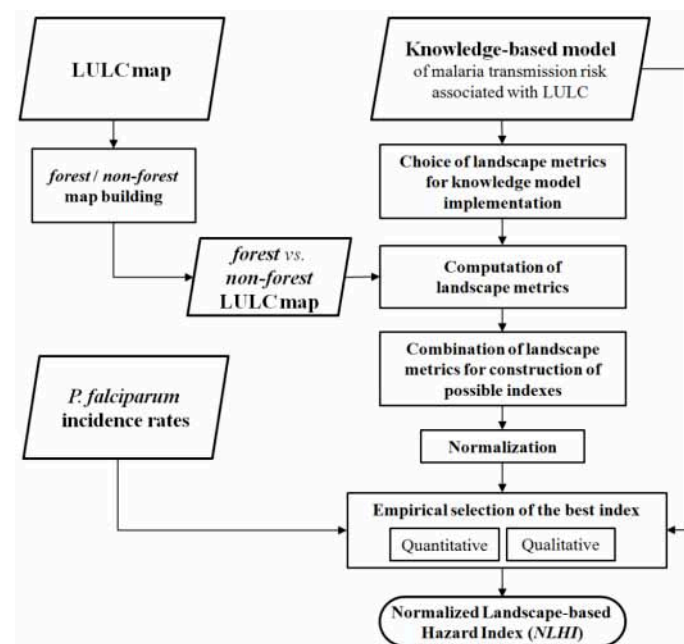 LULC map
Knowledge-based model
of malaria transmission risk
associated with LULC
forest / non-forest
map building
Choice of landscape metrics
for knowledge model
implementation
forest vs.
non-forest
LULC map
Computation of
landscape metrics
Combination of landscape
metrics for construction of
possible indexes
P. falciparum
incidence rates
Normalization
Empirical selection of the best index
Quantitative
Qualitative
Normalized Landscape-based
Hazard Index (NLHI)